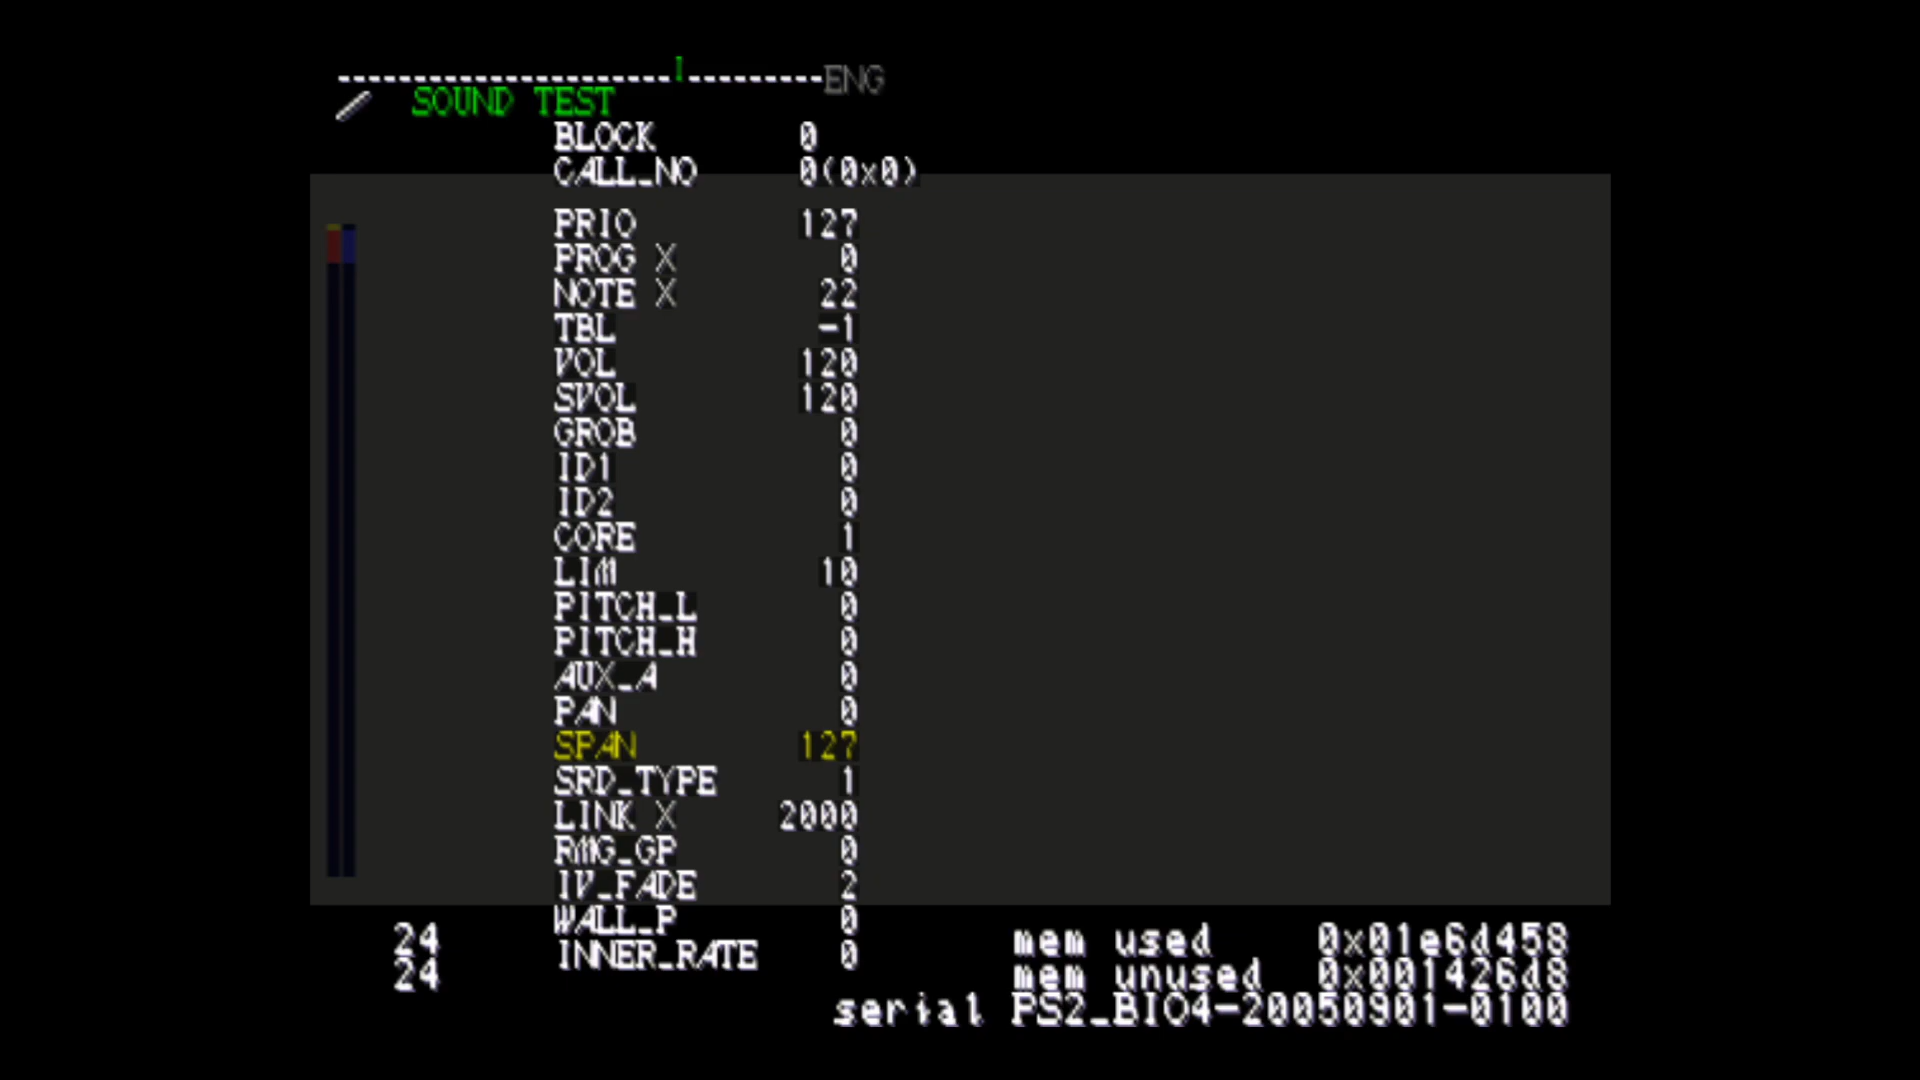 ---------------------------------ENG
SOUND TEST
BLOCK 0
CALL_NO 0(0x0)
PRIO 127
PROG X 0
NOTE X 22
TBL -1
VOL 120
SVOL 120
GROB 0
ID1 0
ID2 0
CORE 1
LIM 10
PITCH_L 0
PITCH_H 0
AUX_A 0
PAN 0
SPAN 127
SRD_TYPE 1
LINK X 2000
RMG_GP 0
IV_FADE 2
WALL_P 0
INNER_RATE 0
24
24
mem used 0x01e6d458
mem unused 0x001426d8
serial PS2_BIO4-20050901-0100